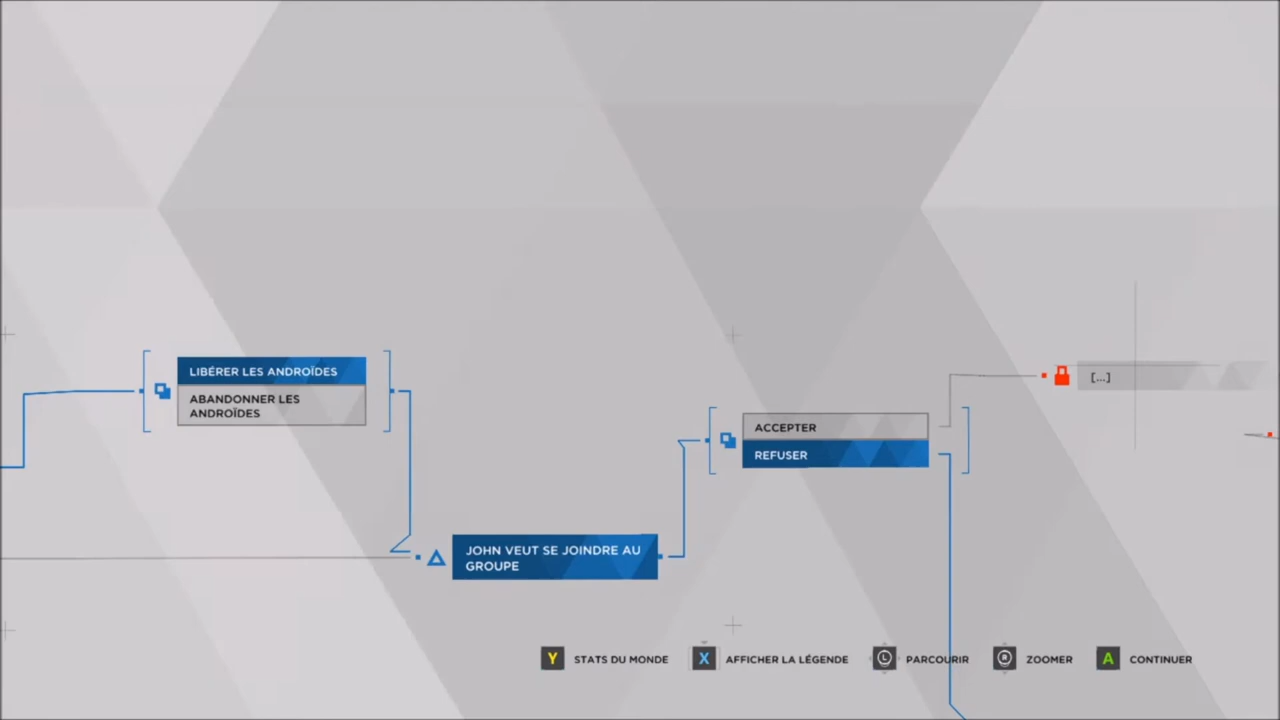 LIBÉRER LES ANDROÏDES
ABANDONNER LES
ANDROÏDES
JOHN VEUT SE JOINDRE AU
GROUPE
ACCEPTER
REFUSER
[...]
Y STATS DU MONDE X AFFICHER LA LÉGENDE L PARCOURIR R ZOOMER A CONTINUER